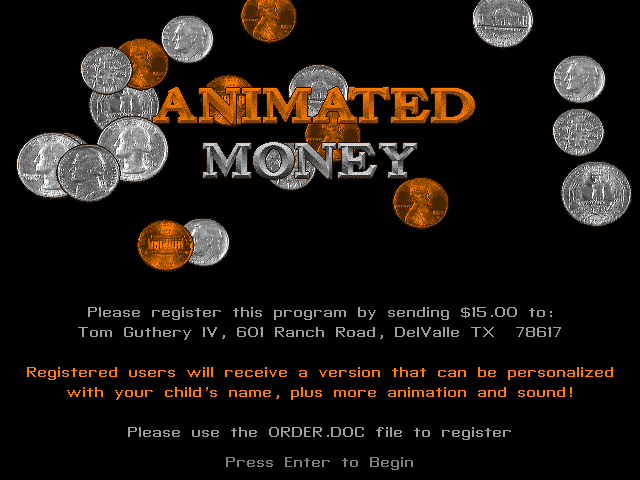 ANIMATED
MONEY
Please register this program by sending $15.00 to:
Tom Guthery IV, 601 Ranch Road, DelValle TX  78617
Registered users will receive a version that can be personalized
with your child's name, plus more animation and sound!
Please use the ORDER.DOC file to register
Press Enter to Begin